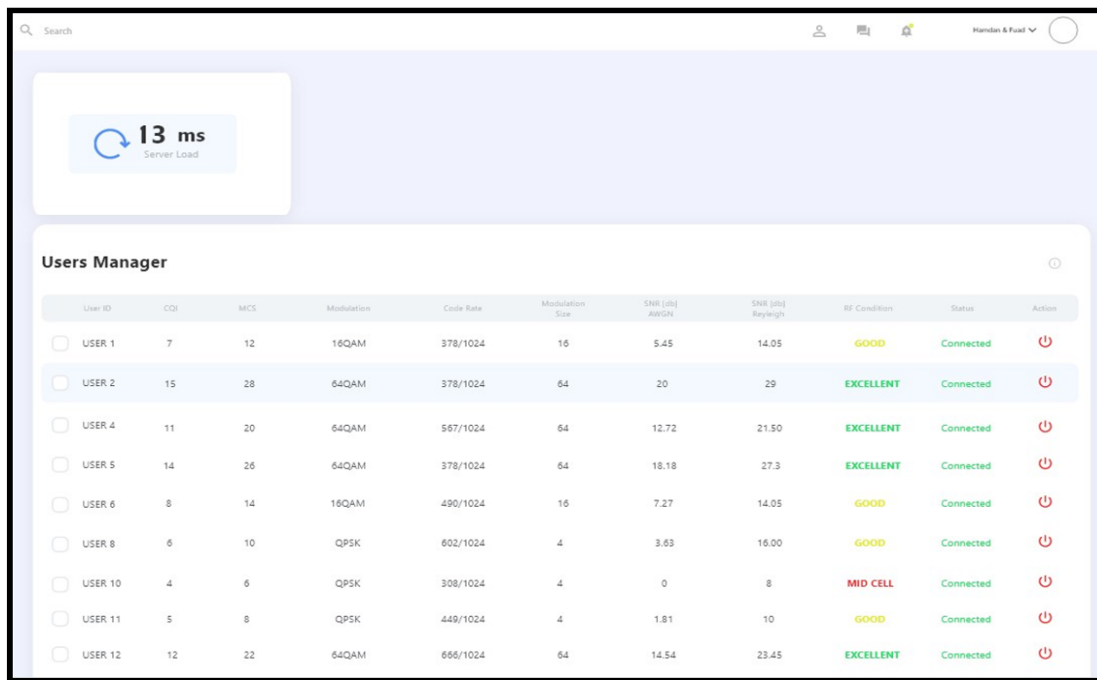 Search
Hamdan & Fuad
13 ms
Server Load
Users Manager
User ID CQI MCS Modulation Code Rate Modulation Size SNR [db] AWGN SNR [db] Reyleigh RF Condition Status Action
USER 1 7 12 16QAM 378/1024 16 5.45 14.05 GOOD Connected
USER 2 15 28 64QAM 378/1024 64 20 29 EXCELLENT Connected
USER 4 11 20 64QAM 567/1024 64 12.72 21.50 EXCELLENT Connected
USER 5 14 26 64QAM 378/1024 64 18.18 27.3 EXCELLENT Connected
USER 6 8 14 16QAM 490/1024 16 7.27 14.05 GOOD Connected
USER 8 6 10 QPSK 602/1024 4 3.63 16.00 GOOD Connected
USER 10 4 6 QPSK 308/1024 4 0 8 MID CELL Connected
USER 11 5 8 QPSK 449/1024 4 1.81 10 GOOD Connected
USER 12 12 22 64QAM 666/1024 64 14.54 23.45 EXCELLENT Connected